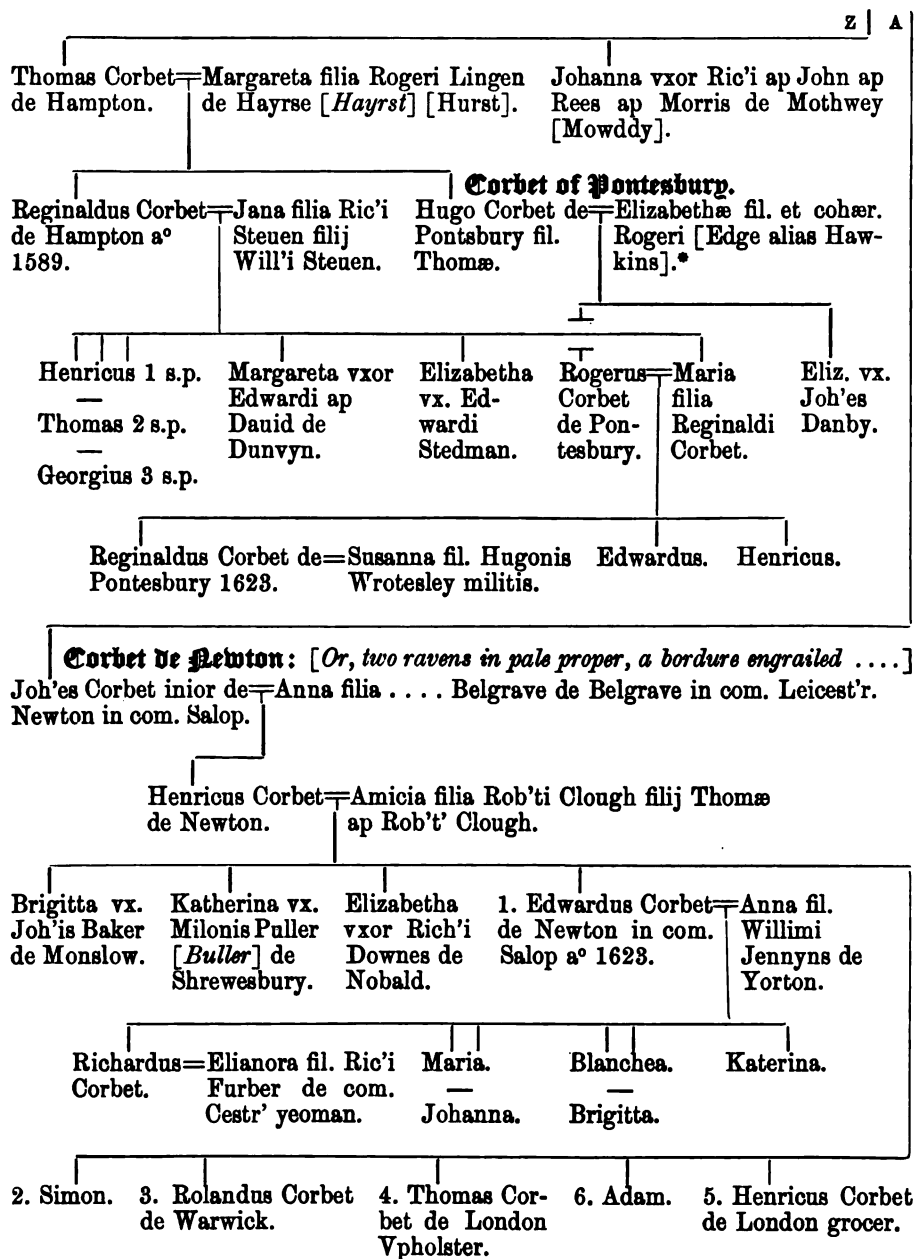 Z A
Thomas Corbet
de Hampton.
Margareta filia Rogeri Lingen
de Hayrse [Hayrst] [Hurst].
Johanna vxor Ric'i ap John ap
Rees ap Morris de Mothwey
[Mowddy].
Reginaldus Corbet
de Hampton aº
1589.
Jana filia Ric'i
Steuen filij
Will'i Steuen.
Corbet of Pontesbury.
Hugo Corbet de
Pontsbury fil.
Thomæ.
Elizabethæ fil. et cohær.
Rogeri [Edge alias Haw-
kins].*
Henricus 1 s.p.
—
Thomas 2 s.p.
—
Georgius 3 s.p.
Margareta vxor
Edwardi ap
Dauid de
Dunvyn.
Elizabetha
vx. Ed-
wardi
Stedman.
Rogerus
Corbet
de Pon-
tesbury.
Maria
filia
Reginaldi
Corbet.
Eliz. vx.
Joh'es
Danby.
Reginaldus Corbet de
Pontesbury 1623.
Susanna fil. Hugonis
Wrotesley militis.
Edwardus.
Henricus.
Corbet de Newton: [Or, two ravens in pale proper, a bordure engrailed ....]
Joh'es Corbet inior de
Newton in com. Salop.
Anna filia .... Belgrave de Belgrave in com. Leicest'r.
Henricus Corbet
de Newton.
Amicia filia Rob'ti Clough filij Thomæ
ap Rob't' Clough.
Brigitta vx.
Joh'is Baker
de Monslow.
Katherina vx.
Milonis Puller
[Buller] de
Shrewesbury.
Elizabetha
vxor Rich'i
Downes de
Nobald.
1. Edwardus Corbet
de Newton in com.
Salop aº 1623.
Anna fil.
Willimi
Jennyns de
Yorton.
Richardus
Corbet.
Elianora fil. Ric'i
Furber de com.
Cestr' yeoman.
Maria.
—
Johanna.
Blanchea.
—
Brigitta.
Katerina.
2. Simon.
3. Rolandus Corbet
de Warwick.
4. Thomas Cor-
bet de London
Vpholster.
6. Adam.
5. Henricus Corbet
de London grocer.